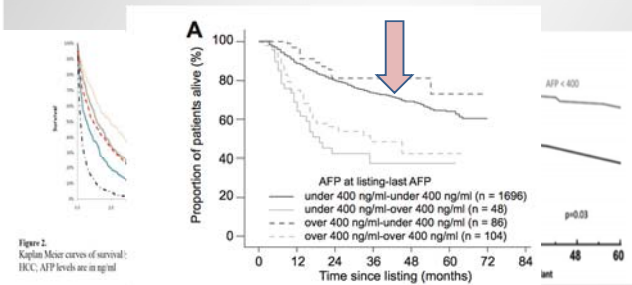 A
100
80
60
40
20
0
Proportion of patients alive (%)
AFP at listing-last AFP
under 400 ng/ml-under 400 ng/ml (n = 1696)
under 400 ng/ml-over 400 ng/ml (n = 48)
over 400 ng/ml-under 400 ng/ml (n = 86)
over 400 ng/ml-over 400 ng/ml (n = 104)
0 12 24 36 48 60 72 84
Time since listing (months)
Survival
Figure 2.
Kaplan Meier curves of survival
HCC; AFP levels are in ng/ml
AFP < 400
p=0.03
48 60
lant